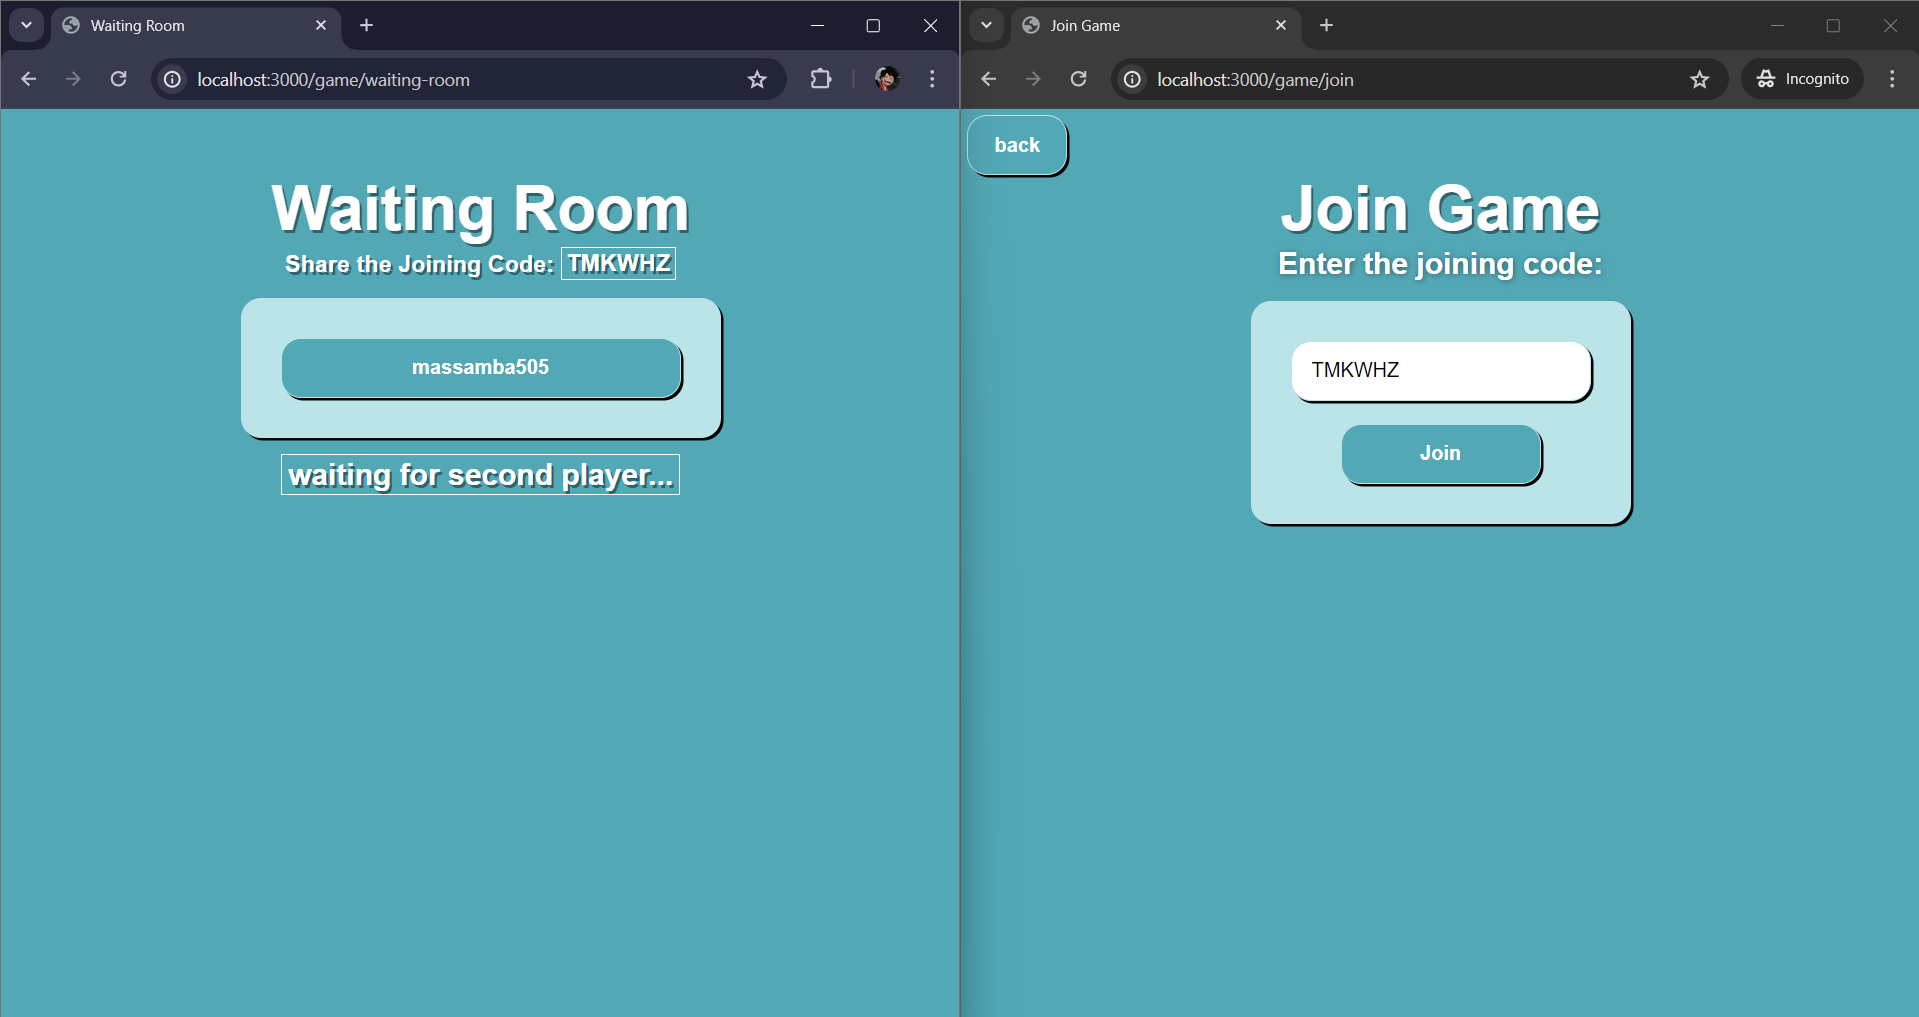 Waiting Room
localhost:3000/game/waiting-room
Waiting Room
Share the Joining Code: TMKWHZ
massamba505
waiting for second player...
Join Game
localhost:3000/game/join
Incognito
back
Join Game
Enter the joining code:
TMKWHZ
Join